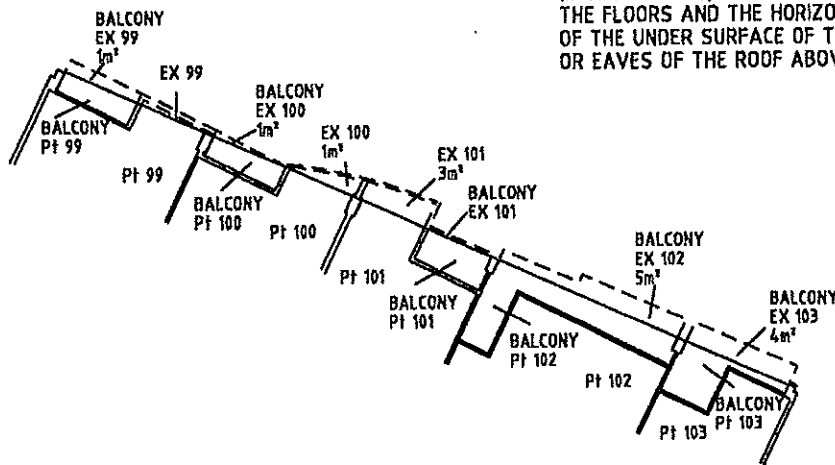 THE FLOORS AND THE HORIZO
OF THE UNDER SURFACE OF T
OR EAVES OF THE ROOF ABOV
BALCONY
EX 99
1m²
EX 99
BALCONY
EX 100
1m²
EX 100
1m²
EX 101
3m²
BALCONY
EX 101
BALCONY
Pt 99
Pt 99
BALCONY
Pt 100
Pt 100
Pt 101
BALCONY
Pt 101
BALCONY
EX 102
5m²
BALCONY
EX 103
4m²
BALCONY
Pt 102
Pt 102
BALCONY
Pt 103
Pt 103